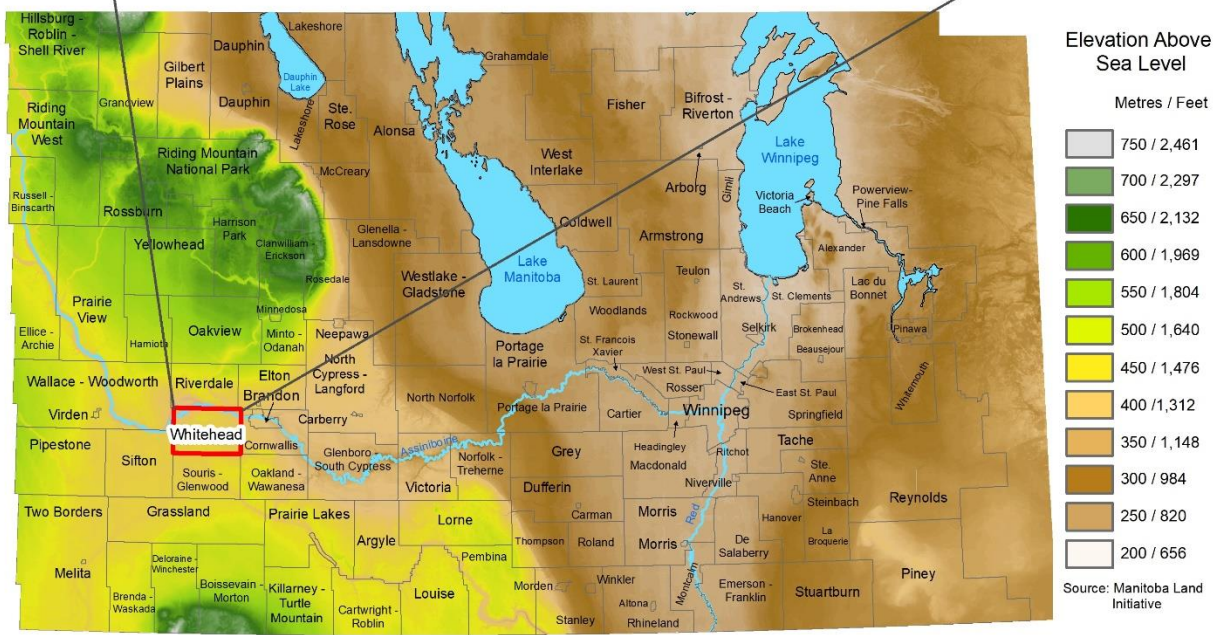 Hillsburg -
Roblin -
Shell River
Gilbert
Plains
Dauphin
Lakeshore
Dauphin
Lake
Grahamdale
Grandview
Dauphin
Lakeshore
Ste.
Rose
Alonsa
Fisher
Bifrost -
Riverton
Riding
Mountain
West
Riding Mountain
National Park
McCreary
West
Interlake
Arborg
Gimli
Lake
Winnipeg
Victoria
Beach
Powerview-
Pine Falls
Russell -
Binscarth
Rossburn
Harrison
Park
Yellowhead
Clanwilliam -
Erickson
Rosedale
Glenella -
Lansdowne
Westlake -
Gladstone
Lake
Manitoba
Coldwell
Armstrong
Alexander
St. Laurent
Teulon
St.
Andrews
St. Clements
Lac du
Bonnet
Prairie
View
Minnedosa
Woodlands
Rockwood
Stonewall
Selkirk
Brokenhead
Beausejour
Pinawa
Whitemouth
Ellice -
Archie
Hamiota
Oakview
Minto -
Odanah
Neepawa
North
Cypress -
Langford
Portage
la Prairie
St. Francois
Xavier
West St. Paul
Rosser
East St. Paul
Wallace - Woodworth
Riverdale
Elton
Brandon
North Norfolk
Portage la Prairie
Cartier
Winnipeg
Springfield
Virden
Whitehead
Carberry
Cornwallis
Assiniboine
Headingley
Macdonald
Ritchot
Tache
Pipestone
Sifton
Souris -
Glenwood
Oakland -
Wawanesa
Glenboro -
South Cypress
Norfolk -
Treherne
Victoria
Grey
Niverville
Ste.
Anne
Steinbach
Reynolds
Two Borders
Grassland
Prairie Lakes
Lorne
Dufferin
Carman
Morris
Red
Hanover
La
Broquerie
Argyle
Pembina
Thompson
Roland
Morris
De
Salaberry
Melita
Deloraine -
Winchester
Brenda -
Waskada
Boissevain -
Morton
Killarney -
Turtle
Mountain
Cartwright -
Roblin
Louise
Morden
Stanley
Winkler
Altona
Rhineland
Montcalm
Emerson -
Franklin
Stuartburn
Piney
Elevation Above
Sea Level
Metres / Feet
750 / 2,461
700 / 2,297
650 / 2,132
600 / 1,969
550 / 1,804
500 / 1,640
450 / 1,476
400 /1,312
350 / 1,148
300 / 984
250 / 820
200 / 656
Source: Manitoba Land
Initiative